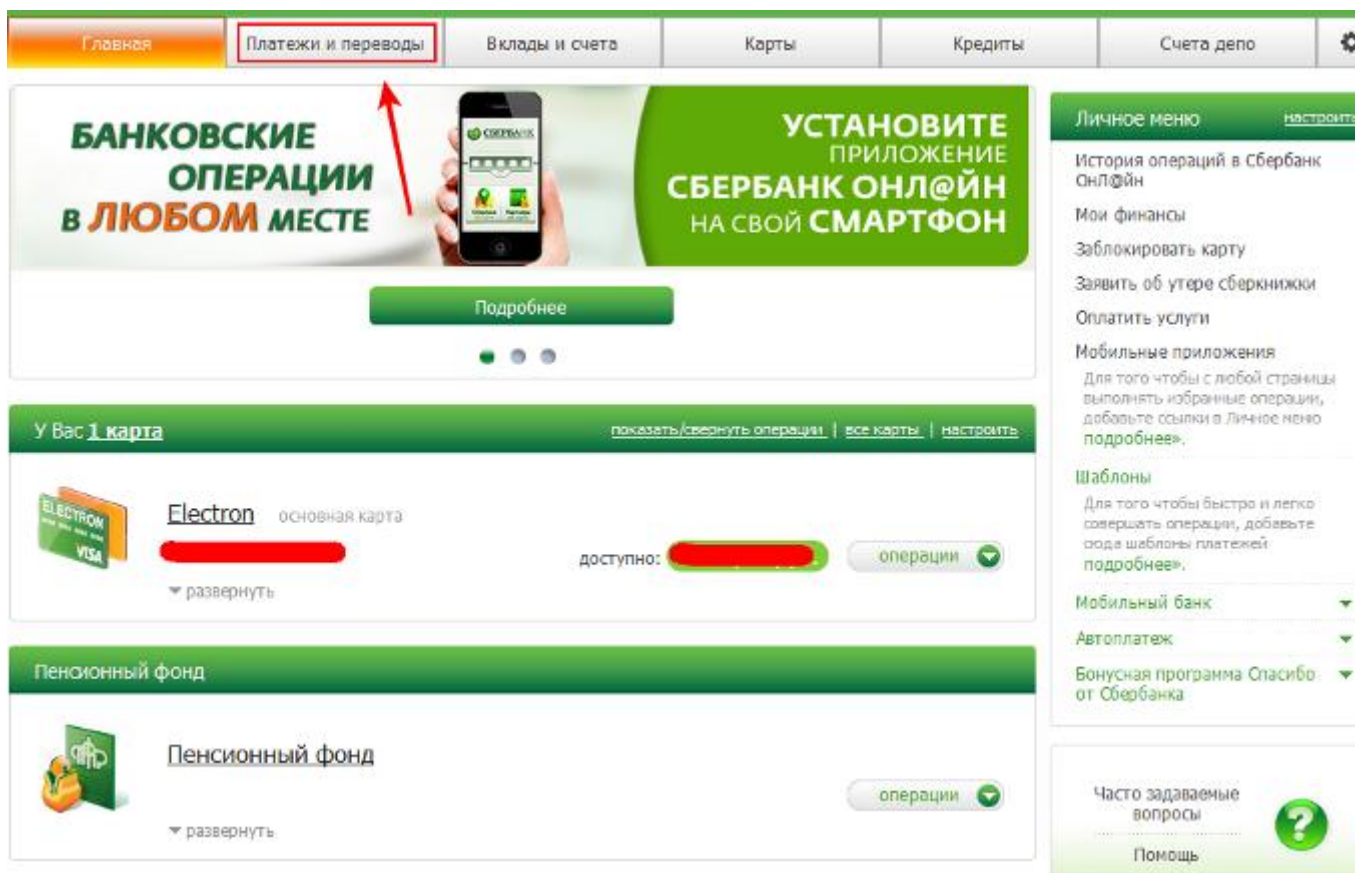 Главная
Платежи и переводы
Вклады и счета
Карты
Кредиты
Счета депо
БАНКОВСКИЕ
ОПЕРАЦИИ
В ЛЮБОМ МЕСТЕ
СБЕРБАНК
УСТАНОВИТЕ
ПРИЛОЖЕНИЕ
СБЕРБАНК ОНЛ@ЙН
НА СВОЙ СМАРТФОН
Подробнее
У Вас 1 карта
показать/свернуть операции | все карты | настроить
ELECTRON
VISA
Electron основная карта
доступно:
операции
развернуть
Пенсионный фонд
Пенсионный фонд
операции
развернуть
Личное меню настроить
История операций в Сбербанк
ОнЛ@йн
Мои финансы
Заблокировать карту
Заявить об утере сберкнижки
Оплатить услуги
Мобильные приложения
Для того чтобы с любой страницы
выполнять избранные операции,
добавьте ссылки в Личное меню
подробнее».
Шаблоны
Для того чтобы быстро и легко
совершать операции, добавьте
сюда шаблоны платежей
подробнее».
Мобильный банк
Автоплатеж
Бонусная программа Спасибо
от Сбербанка
Часто задаваемые
вопросы
Помощь